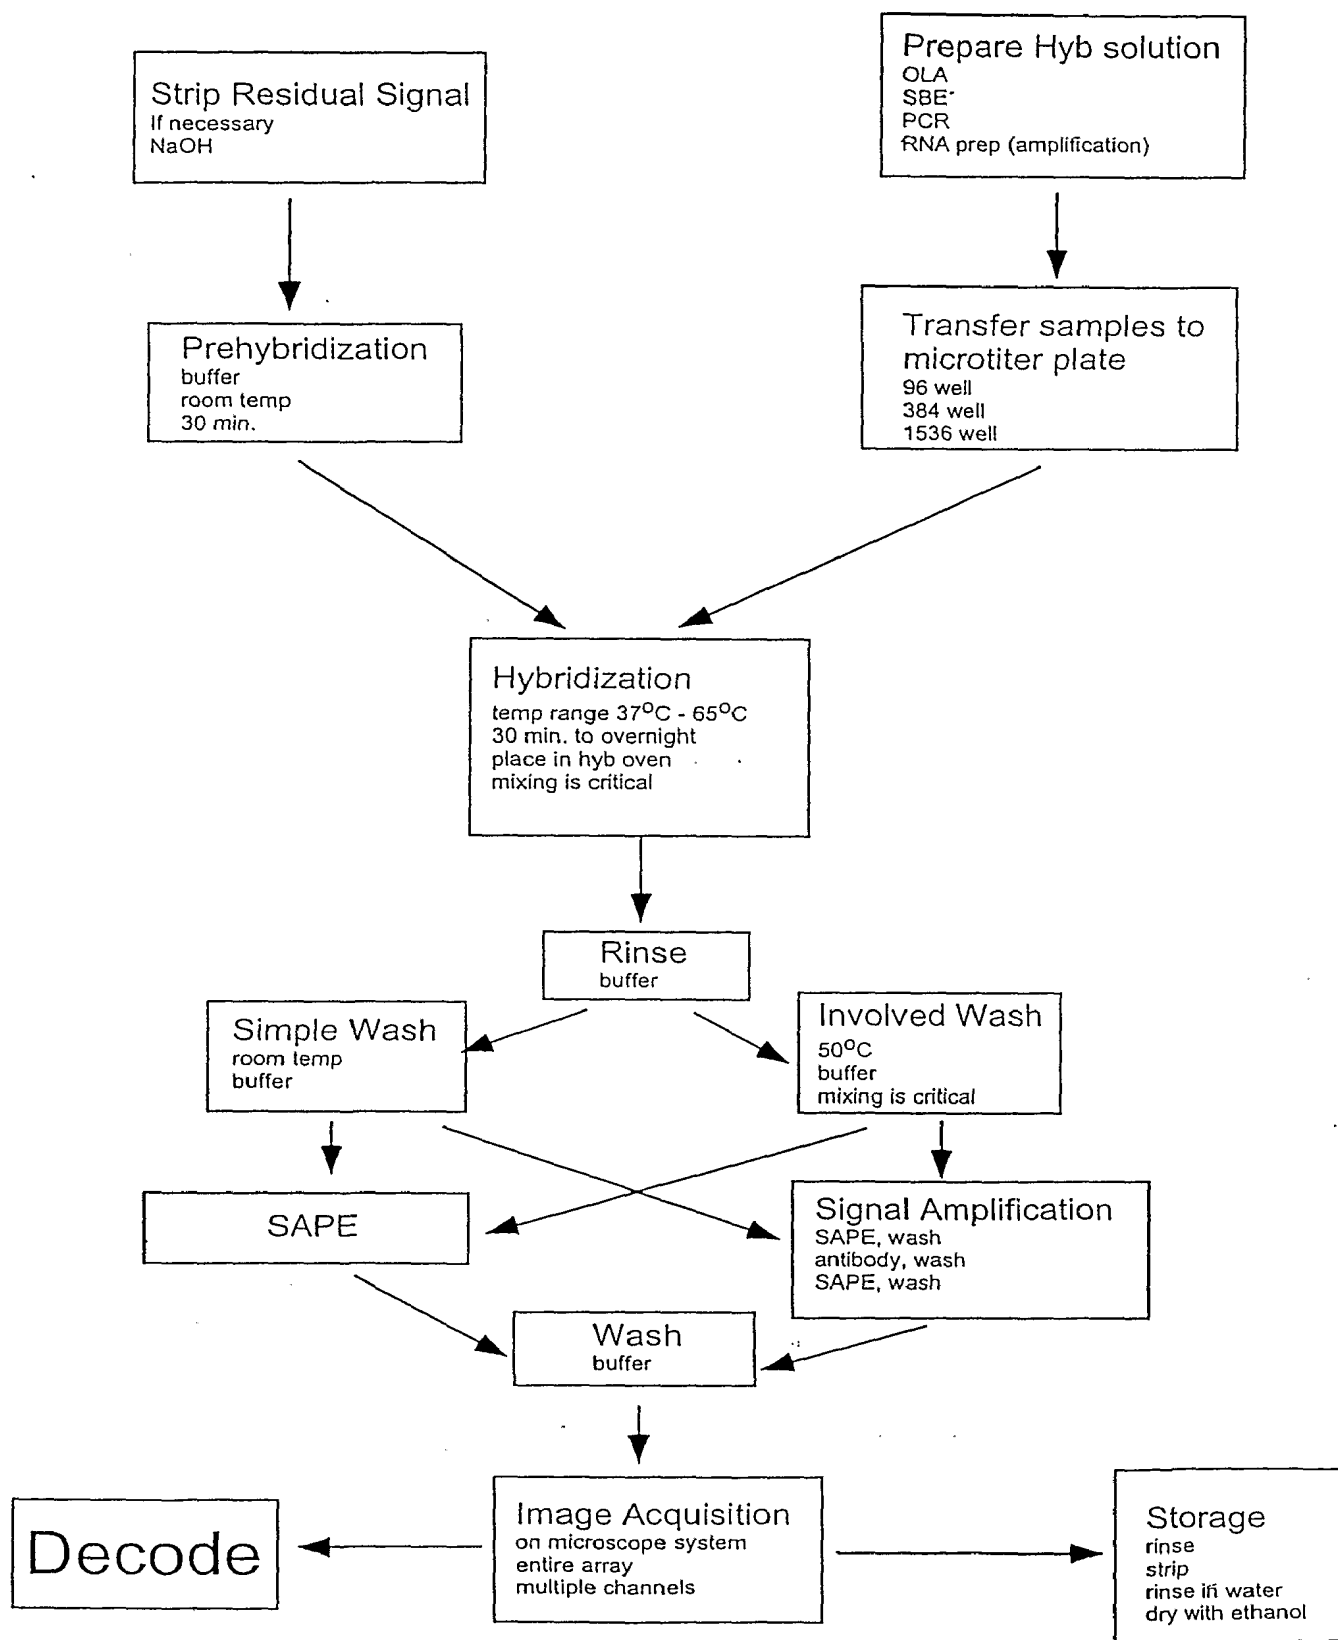 Strip Residual Signal
If necessary
NaOH
Prepare Hyb solution
OLA
SBE
PCR
RNA prep (amplification)
Prehybridization
buffer
room temp
30 min.
Transfer samples to
microtiter plate
96 well
384 well
1536 well
Hybridization
temp range 37°C - 65°C
30 min. to overnight
place in hyb oven
mixing is critical
Rinse
buffer
Simple Wash
room temp
buffer
Involved Wash
50°C
buffer
mixing is critical
SAPE
Signal Amplification
SAPE, wash
antibody, wash
SAPE, wash
Wash
buffer
Decode
Image Acquisition
on microscope system
entire array
multiple channels
Storage
rinse
strip
rinse in water
dry with ethanol